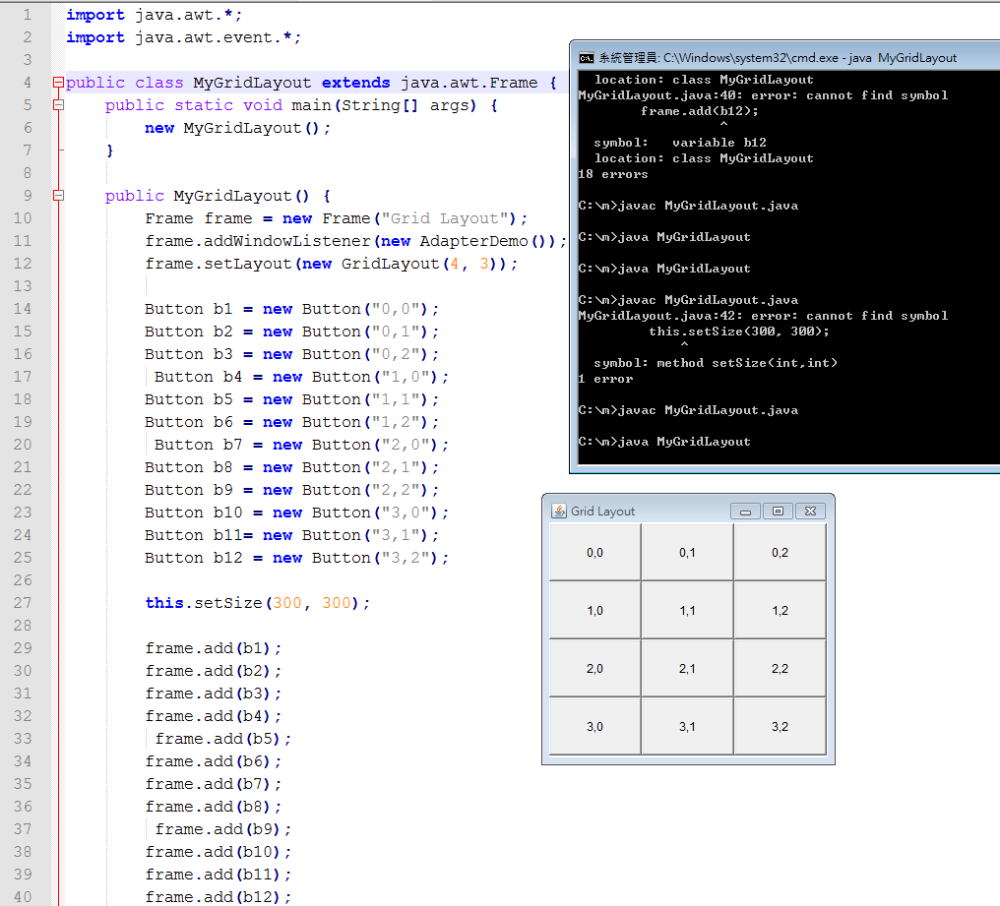 1 import java.awt.*;
2 import java.awt.event.*;
3
4 public class MyGridLayout extends java.awt.Frame {
5 public static void main(String[] args) {
6 new MyGridLayout();
7 }
8
9 public MyGridLayout() {
10 Frame frame = new Frame("Grid Layout");
11 frame.addWindowListener(new AdapterDemo());
12 frame.setLayout(new GridLayout(4, 3));
13
14 Button b1 = new Button("0,0");
15 Button b2 = new Button("0,1");
16 Button b3 = new Button("0,2");
17 Button b4 = new Button("1,0");
18 Button b5 = new Button("1,1");
19 Button b6 = new Button("1,2");
20 Button b7 = new Button("2,0");
21 Button b8 = new Button("2,1");
22 Button b9 = new Button("2,2");
23 Button b10 = new Button("3,0");
24 Button b11= new Button("3,1");
25 Button b12 = new Button("3,2");
26
27 this.setSize(300, 300);
28
29 frame.add(b1);
30 frame.add(b2);
31 frame.add(b3);
32 frame.add(b4);
33 frame.add(b5);
34 frame.add(b6);
35 frame.add(b7);
36 frame.add(b8);
37 frame.add(b9);
38 frame.add(b10);
39 frame.add(b11);
40 frame.add(b12);
系統管理員: C:\Windows\system32\cmd.exe - java MyGridLayout
location: class MyGridLayout
MyGridLayout.java:40: error: cannot find symbol
frame.add(b12);
^
symbol: variable b12
location: class MyGridLayout
18 errors
C:\m>javac MyGridLayout.java
C:\m>java MyGridLayout
C:\m>java MyGridLayout
C:\m>javac MyGridLayout.java
MyGridLayout.java:42: error: cannot find symbol
this.setSize(300, 300);
^
symbol: method setSize(int,int)
1 error
C:\m>javac MyGridLayout.java
C:\m>java MyGridLayout
Grid Layout
0,0 0,1 0,2
1,0 1,1 1,2
2,0 2,1 2,2
3,0 3,1 3,2